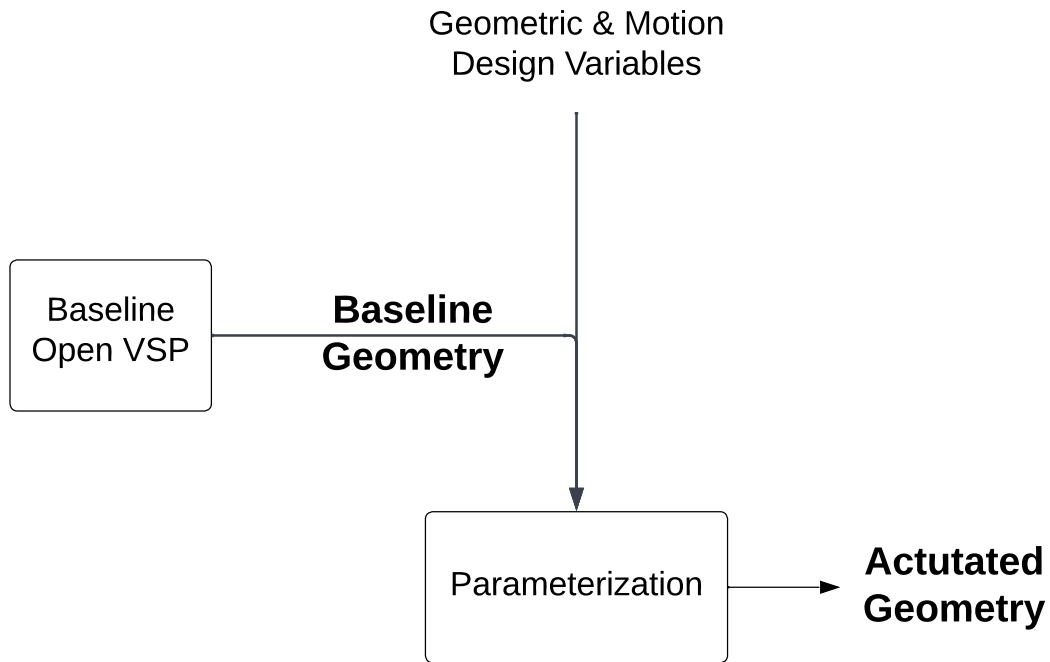 Geometric & Motion
Design Variables
Baseline
Open VSP
Baseline
Geometry
Parameterization
Actutated
Geometry